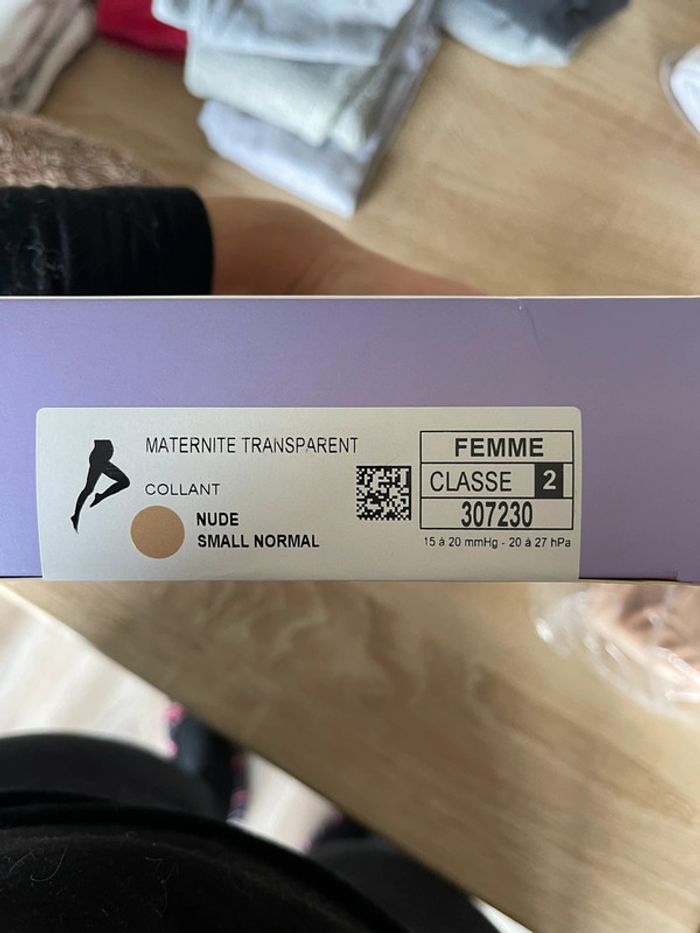 MATERNITE TRANSPARENT
COLLANT
NUDE
SMALL NORMAL
FEMME
CLASSE 2
307230
15 à 20 mmHg - 20 à 27 hPa